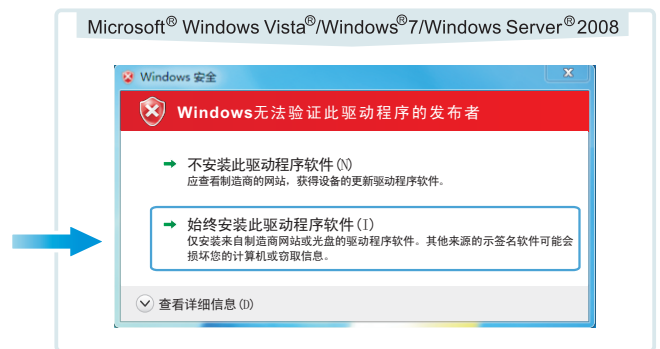 Microsoft® Windows Vista®/Windows®7/Windows Server®2008
Windows 安全
Windows无法验证此驱动程序的发布者
不安装此驱动程序软件(N)
应查看制造商的网站，获得设备的更新驱动程序软件。
始终安装此驱动程序软件(I)
仅安装来自制造商网站或光盘的驱动程序软件。其他来源的示签名软件可能会
损坏您的计算机或窃取信息。
查看详细信息(D)